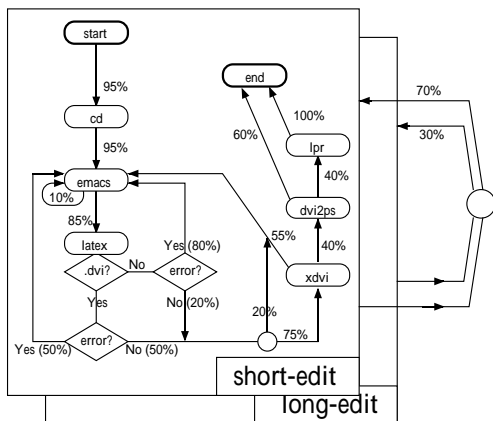 start
95%
cd
95%
emacs
10%
85%
latex
.dvi?
No
error?
Yes (80%)
No (20%)
Yes
error?
Yes (50%)
No (50%)
20%
75%
55%
xdvi
40%
dvi2ps
40%
lpr
60%
100%
end
70%
30%
short-edit
long-edit